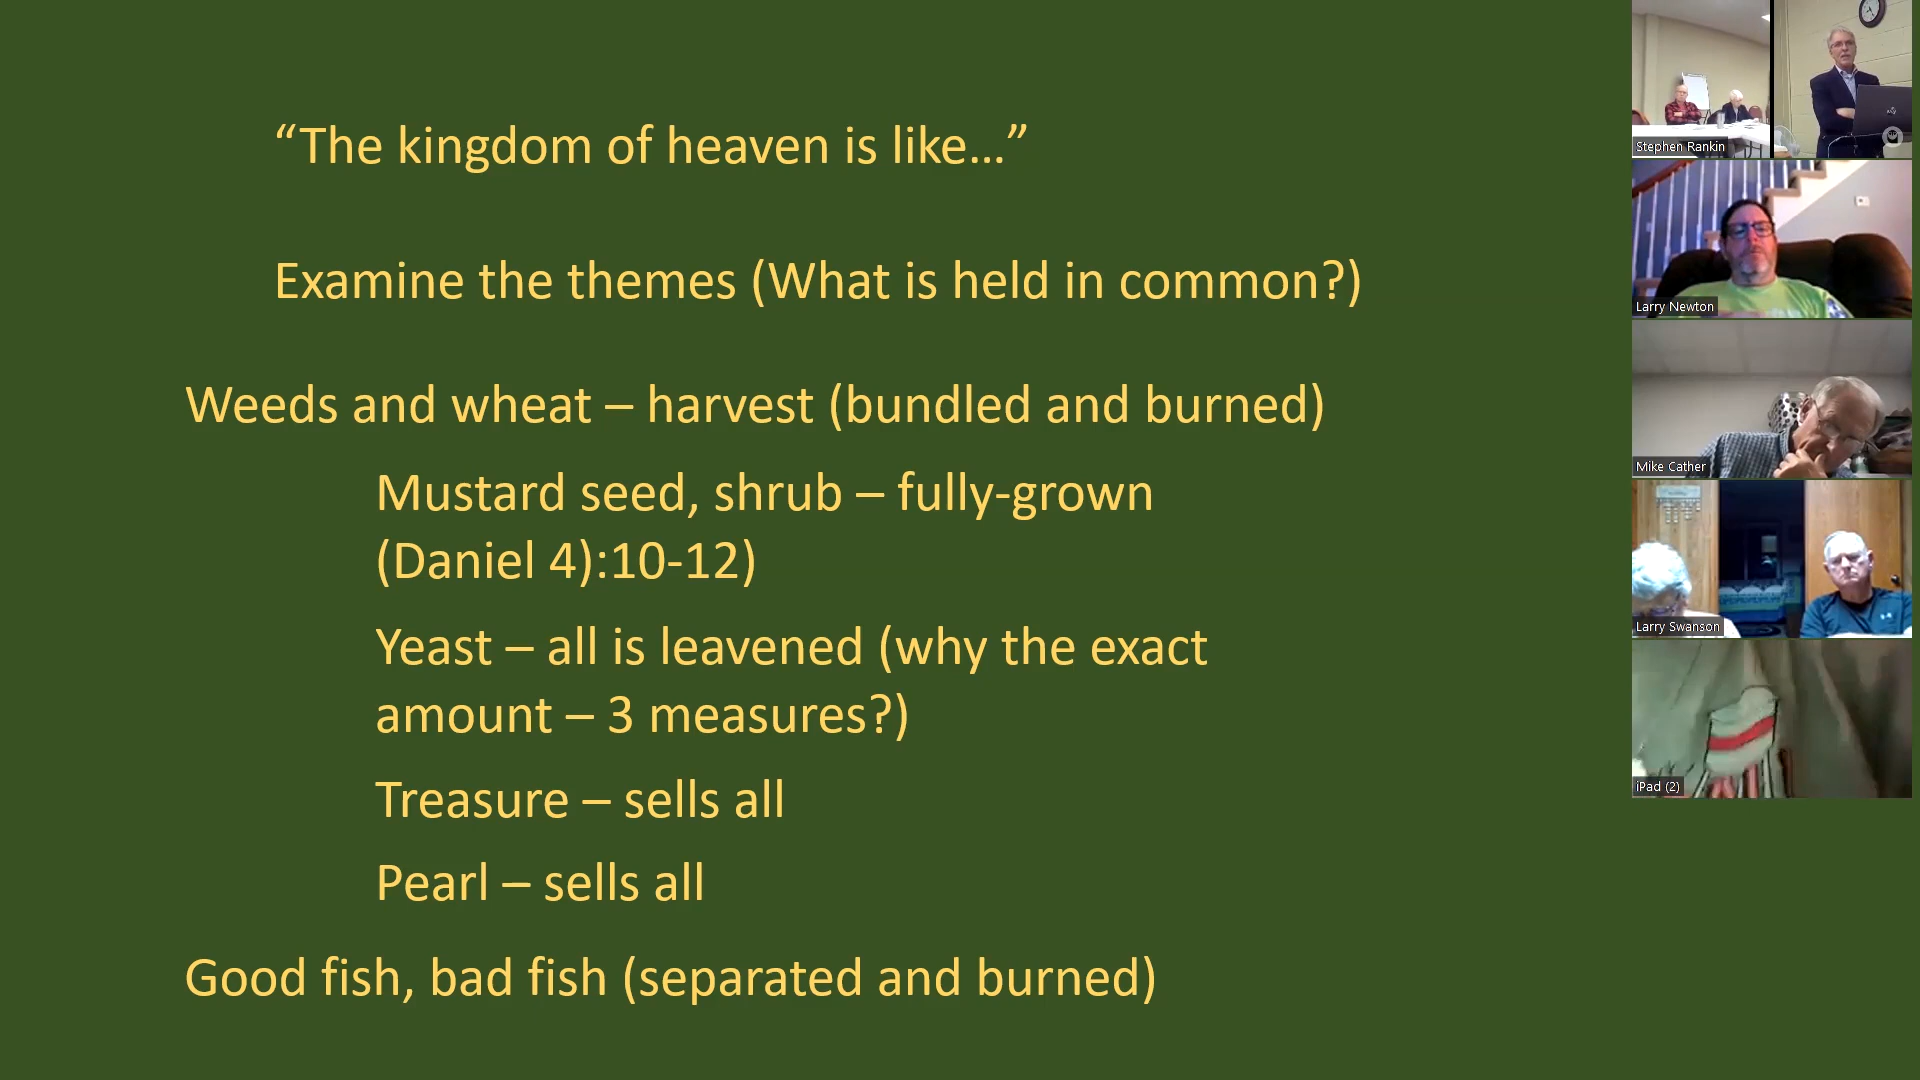 “The kingdom of heaven is like…”
Examine the themes (What is held in common?)
Weeds and wheat – harvest (bundled and burned)
Mustard seed, shrub – fully-grown
(Daniel 4):10-12)
Yeast – all is leavened (why the exact
amount – 3 measures?)
Treasure – sells all
Pearl – sells all
Good fish, bad fish (separated and burned)
Stephen Rankin
Larry Newton
Mike Cather
Larry Swanson
iPad (2)